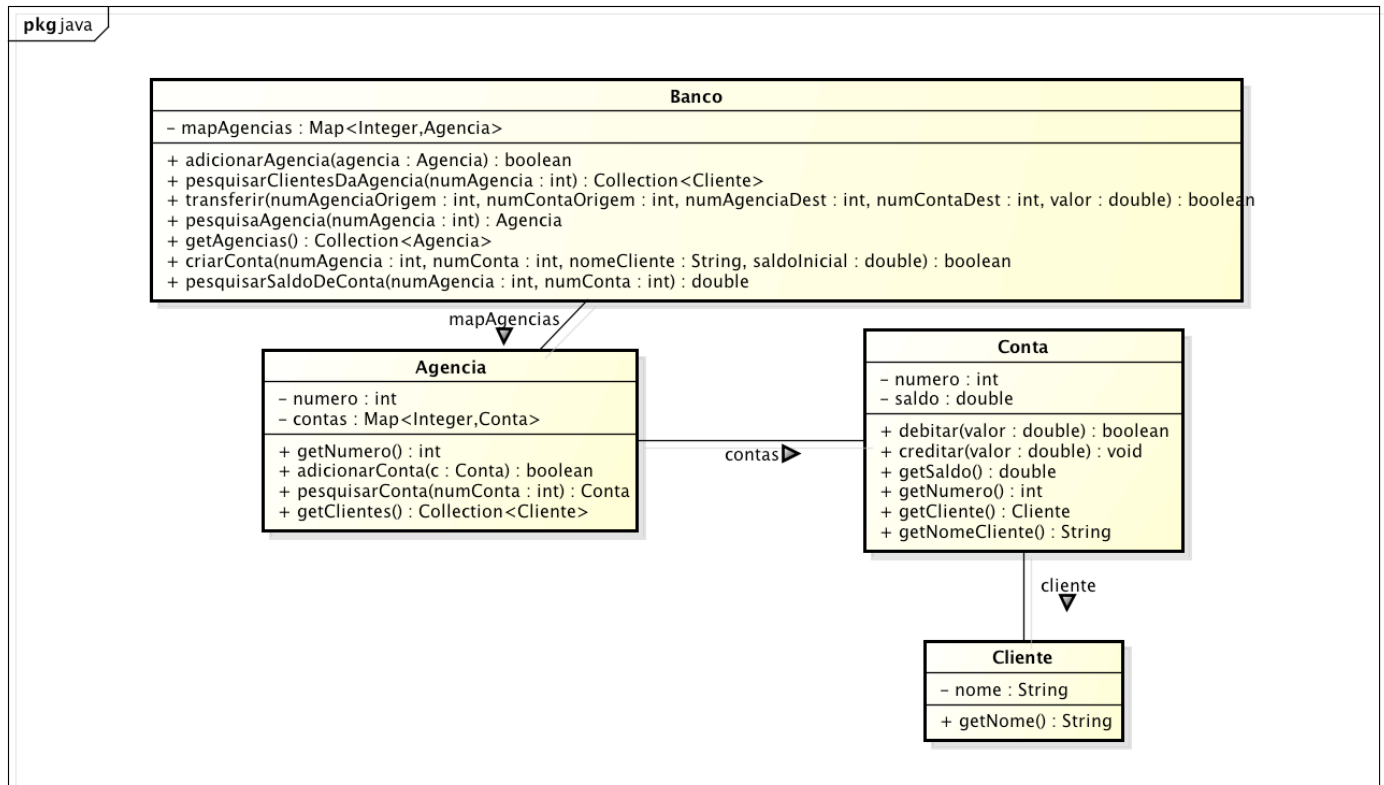 pkg java
Banco
– mapAgencias : Map<Integer,Agencia>
+ adicionarAgencia(agencia : Agencia) : boolean
+ pesquisarClientesDaAgencia(numAgencia : int) : Collection<Cliente>
+ transferir(numAgenciaOrigem : int, numContaOrigem : int, numAgenciaDest : int, numContaDest : int, valor : double) : boolean
+ pesquisaAgencia(numAgencia : int) : Agencia
+ getAgencias() : Collection<Agencia>
+ criarConta(numAgencia : int, numConta : int, nomeCliente : String, saldoInicial : double) : boolean
+ pesquisarSaldoDeConta(numAgencia : int, numConta : int) : double
mapAgencias
Agencia
– numero : int
– contas : Map<Integer,Conta>
+ getNumero() : int
+ adicionarConta(c : Conta) : boolean
+ pesquisarConta(numConta : int) : Conta
+ getClientes() : Collection<Cliente>
contas
Conta
– numero : int
– saldo : double
+ debitar(valor : double) : boolean
+ creditar(valor : double) : void
+ getSaldo() : double
+ getNumero() : int
+ getCliente() : Cliente
+ getNomeCliente() : String
cliente
Cliente
– nome : String
+ getNome() : String